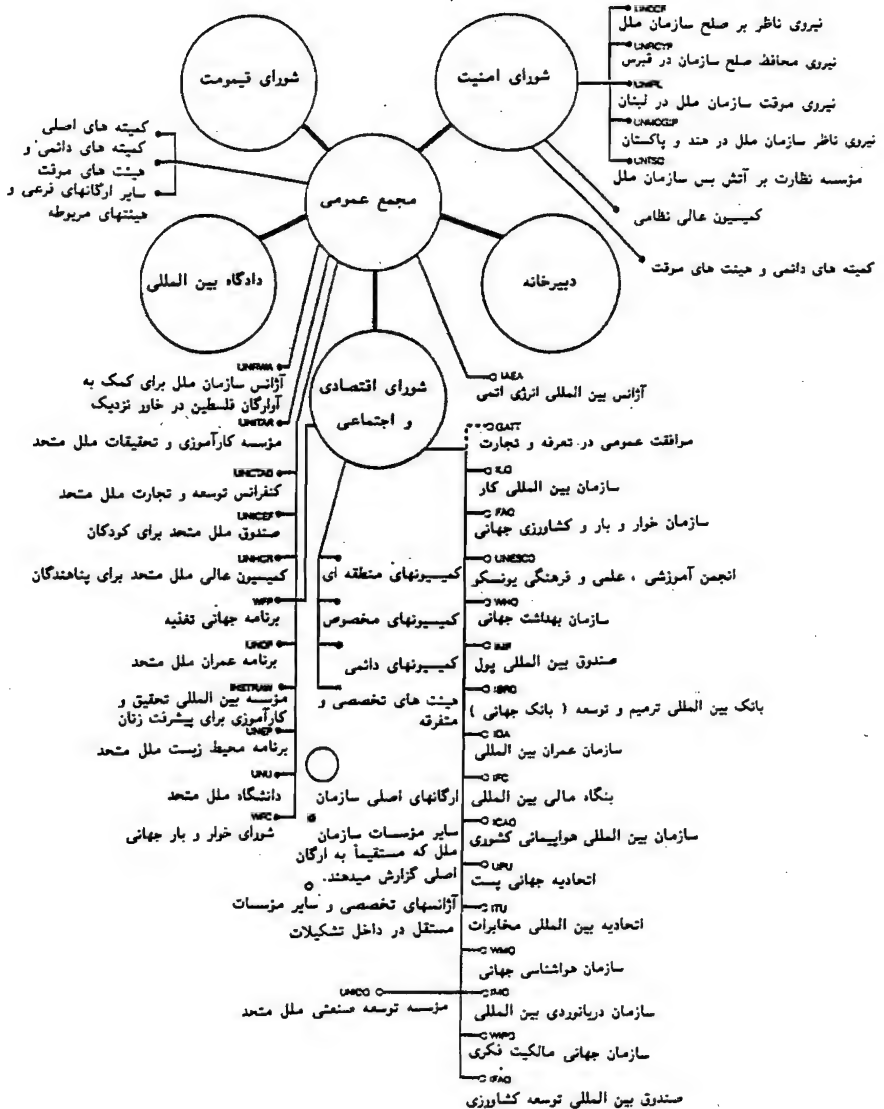 شورای قیمومت
شورای امنیت
مجمع عمومی
دادگاه بین المللی
دبیرخانه
شورای اقتصادی
و اجتماعی
نیروی ناظر بر صلح سازمان ملل
نیروی محافظ صلح سازمان در قبرس
نیروی موقت سازمان ملل در لبنان
نیروی ناظر سازمان ملل در هند و پاکستان
UNTSO
مؤسسه نظارت بر آتش بس سازمان ملل
کمیسیون عالی نظامی
کمیته های دائمی و هیئت های موقت
کمیته های اصلی
کمیته های دائمی و
هیئت های موقت
سایر ارگانهای فرعی و
هیئتهای مربوطه
UNRWA
آژانس سازمان ملل برای کمک به
آوارگان فلسطین در خاور نزدیک
UNITAR
مؤسسه کارآموزی و تحقیقات ملل متحد
UNCTAD
کنفرانس توسعه و تجارت ملل متحد
UNICEF
صندوق ملل متحد برای کودکان
UNHCR
کمیسیون عالی ملل متحد برای پناهندگان
WFP
برنامه جهانی تغذیه
برنامه عمران ملل متحد
INSTRAW
مؤسسه بین المللی تحقیق و
کارآموزی برای پیشرفت زنان
UNEP
برنامه محیط زیست ملل متحد
UNU
دانشگاه ملل متحد
WFC
شورای خوار و بار جهانی
کمیسیونهای منطقه ای
کمیسیونهای مخصوص
کمیسیونهای دائمی
هیئت های تخصصی و
متفرقه
ارگانهای اصلی سازمان
سایر مؤسسات سازمان
ملل که مستقیماً به ارگان
اصلی گزارش میدهند.
آژانسهای تخصصی و سایر مؤسسات
مستقل در داخل تشکیلات
مؤسسه توسعه صنعتی ملل متحد
IAEA
آژانس بین المللی انرژی اتمی
GATT
موافقت عمومی در تعرفه و تجارت
ILO
سازمان بین المللی کار
FAO
سازمان خوار و بار و کشاورزی جهانی
UNESCO
انجمن آموزشی ، علمی و فرهنگی یونسکو
WHO
سازمان بهداشت جهانی
IMF
صندوق بین المللی پول
بانک بین المللی ترمیم و توسعه ( بانک جهانی )
IDA
سازمان عمران بین المللی
IFC
بنگاه مالی بین المللی
ICAO
سازمان بین المللی هواپیمائی کشوری
UPU
اتحادیه جهانی پست
ITU
اتحادیه بین المللی مخابرات
WMO
سازمان هواشناسی جهانی
IMO
سازمان دریانوردی بین المللی
WIPO
سازمان جهانی مالکیت فکری
صندوق بین المللی توسعه کشاورزی